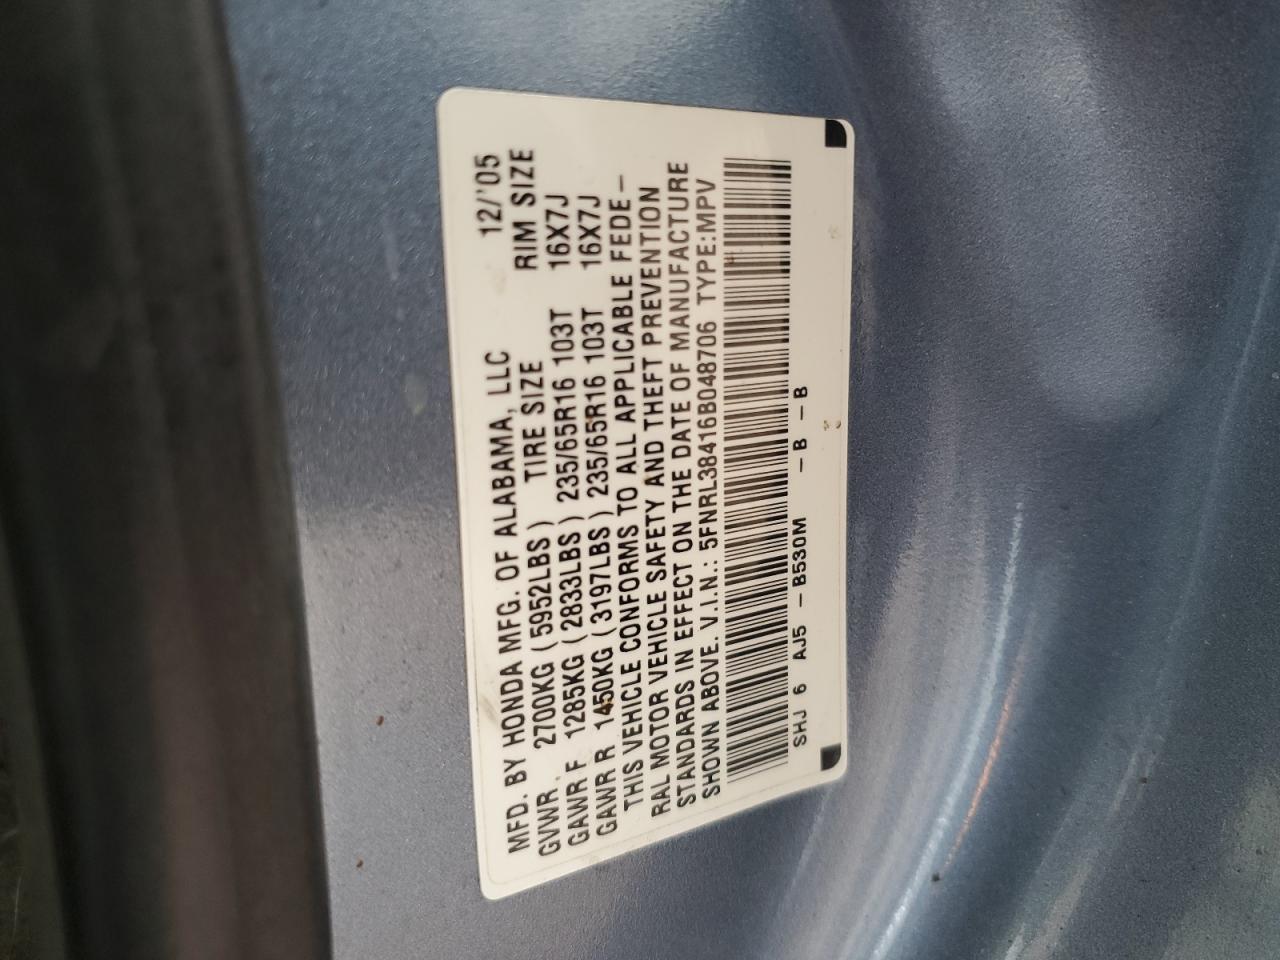 MFD. BY HONDA MFG. OF ALABAMA, LLC 12/'05
GVWR 2700KG (5952LBS) TIRE SIZE RIM SIZE
GAWR F 1285KG (2833LBS) 235/65R16 103T 16X7J
GAWR R 1450KG (3197LBS) 235/65R16 103T 16X7J
THIS VEHICLE CONFORMS TO ALL APPLICABLE FEDE-
RAL MOTOR VEHICLE SAFETY AND THEFT PREVENTION
STANDARDS IN EFFECT ON THE DATE OF MANUFACTURE
SHOWN ABOVE. V.I.N.: 5FNRL38416B048706 TYPE:MPV
SHJ 6 AJ5 -B530M -B -B